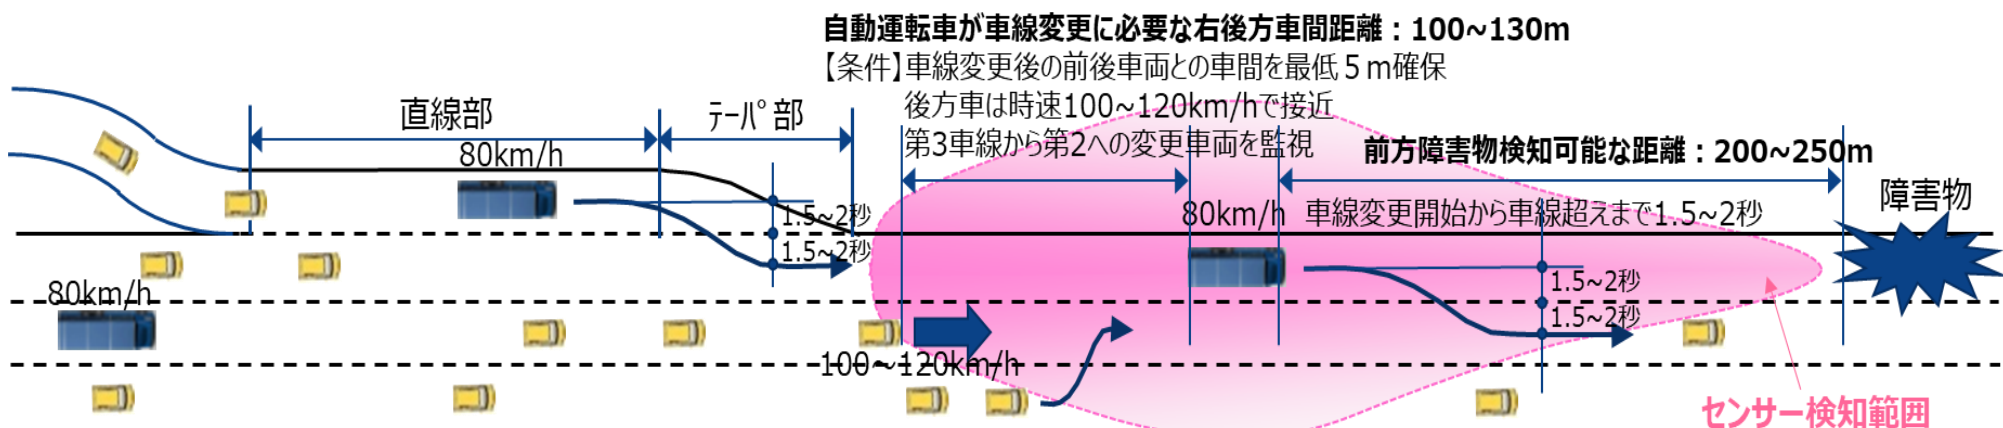 自動運転車が車線変更に必要な右後方車間距離：100~130m
【条件】車線変更後の前後車両との車間を最低５ｍ確保
後方車は時速100~120km/hで接近
第3車線から第2への変更車両を監視
直線部
ﾃｰﾊﾟ部
80km/h
前方障害物検知可能な距離：200~250m
障害物
1.5~2秒
1.5~2秒
80km/h
車線変更開始から車線超えまで1.5~2秒
80km/h
1.5~2秒
1.5~2秒
100～120km/h
センサー検知範囲